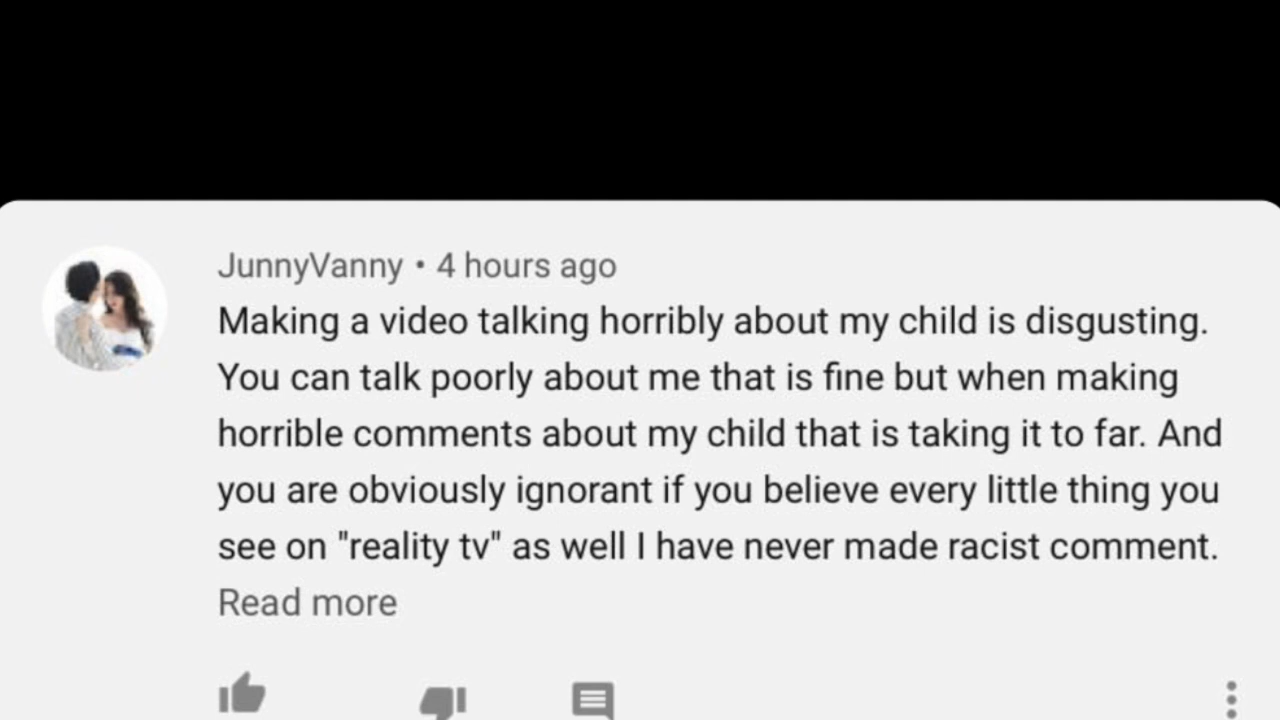 JunnyVanny • 4 hours ago
Making a video talking horribly about my child is disgusting.
You can talk poorly about me that is fine but when making
horrible comments about my child that is taking it to far. And
you are obviously ignorant if you believe every little thing you
see on "reality tv" as well I have never made racist comment.
Read more